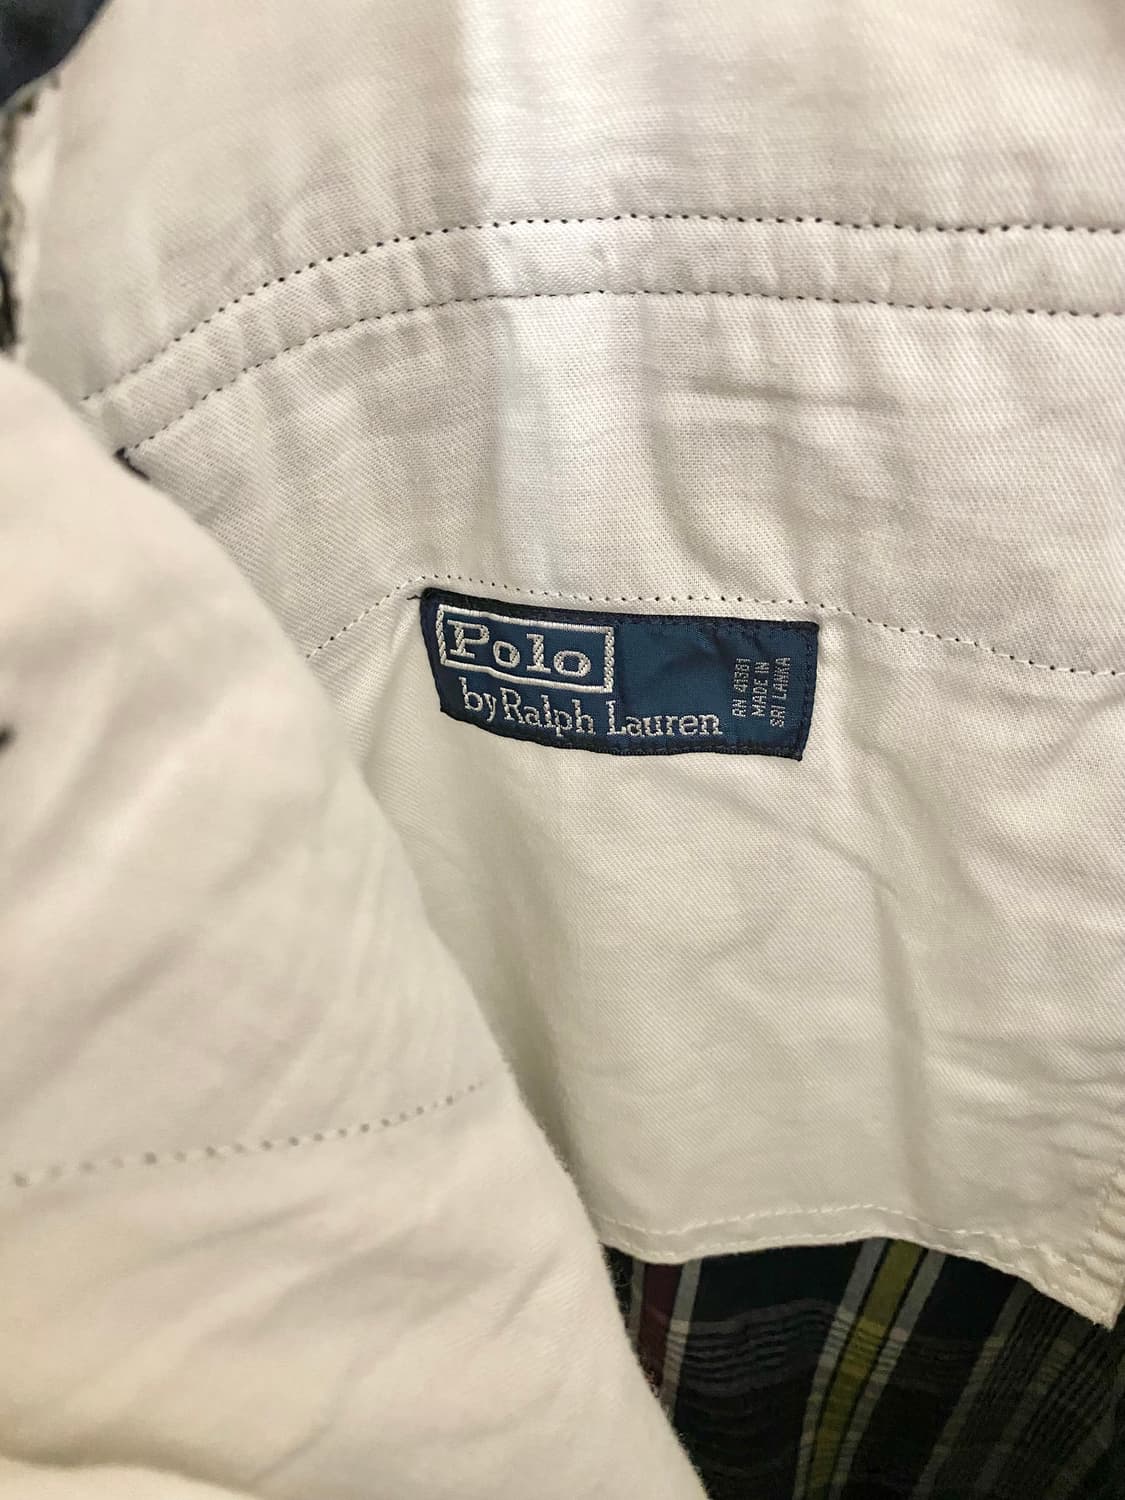 Polo
by Ralph Lauren
RN 41381
MADE IN
SRI LANKA